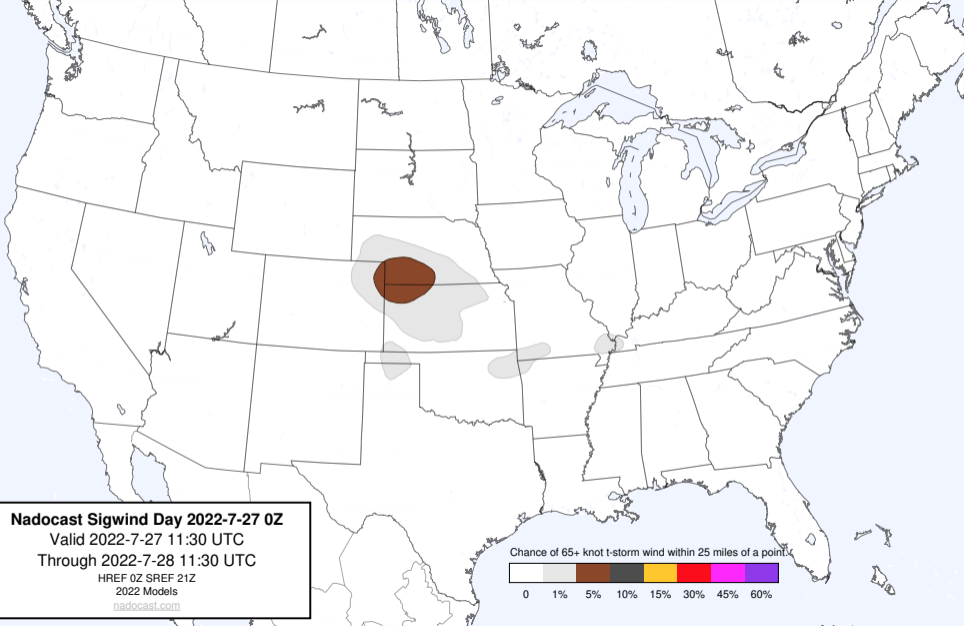 Nadocast Sigwind Day 2022-7-27 0Z
Valid 2022-7-27 11:30 UTC
Through 2022-7-28 11:30 UTC
HREF 0Z SREF 21Z
2022 Models
nadocast.com
Chance of 65+ knot t-storm wind within 25 miles of a point.
0 1% 5% 10% 15% 30% 45% 60%